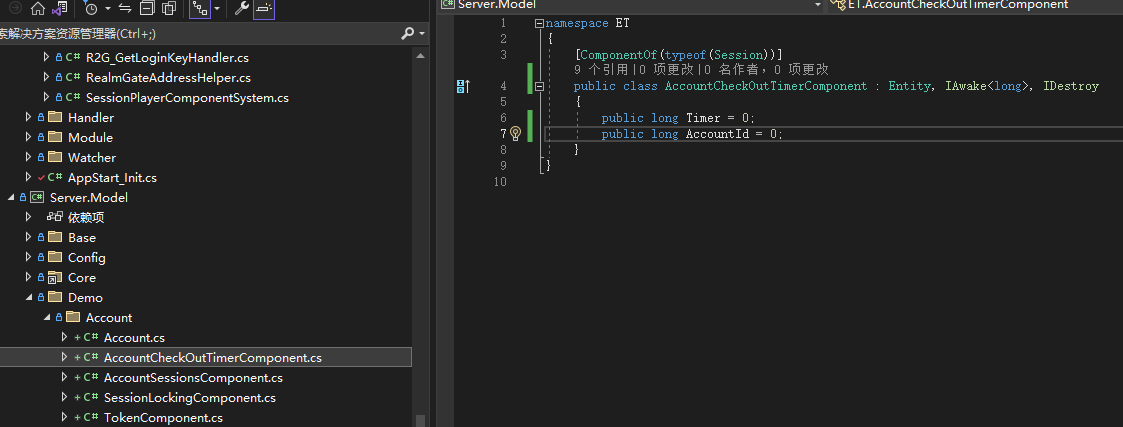 索解决方案资源管理器(Ctrl+;)
C# R2G_GetLoginKeyHandler.cs
C# RealmGateAddressHelper.cs
C# SessionPlayerComponentSystem.cs
Handler
Module
Watcher
C# AppStart_Init.cs
C# Server.Model
依赖项
Base
Config
Core
Demo
Account
+ C# Account.cs
+ C# AccountCheckOutTimerComponent.cs
+ C# AccountSessionsComponent.cs
+ C# SessionLockingComponent.cs
+ C# TokenComponent.cs
C# Server.Model
ET.AccountCheckOutTimerComponent
1 namespace ET
2 {
3 [ComponentOf(typeof(Session))]
9 个引用|0 项更改|0 名作者，0 项更改
4 public class AccountCheckOutTimerComponent : Entity, IAwake<long>, IDestroy
5 {
6 public long Timer = 0;
7 public long AccountId = 0;
8 }
9 }
10